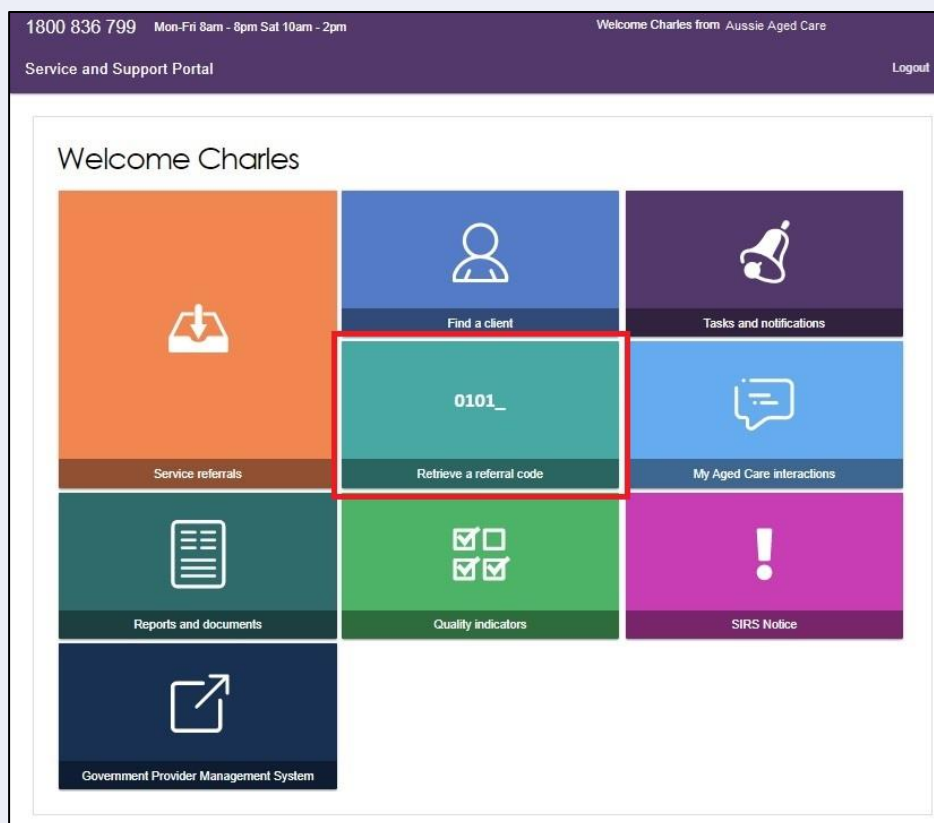 1800 836 799 Mon-Fri 8am - 8pm Sat 10am - 2pm Welcome Charles from Aussie Aged Care
Service and Support Portal Logout
Welcome Charles
Find a client Tasks and notifications
0101_
Service referrals Retrieve a referral code My Aged Care interactions
Reports and documents Quality indicators SIRS Notice
Government Provider Management System